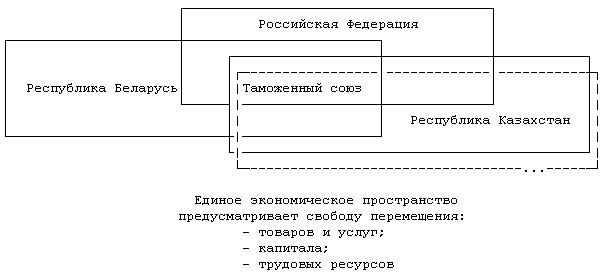 Российская Федерация
Республика Беларусь
Таможенный союз
Республика Казахстан
...
Единое экономическое пространство
предусматривает свободу перемещения:
- товаров и услуг;
- капитала;
- трудовых ресурсов